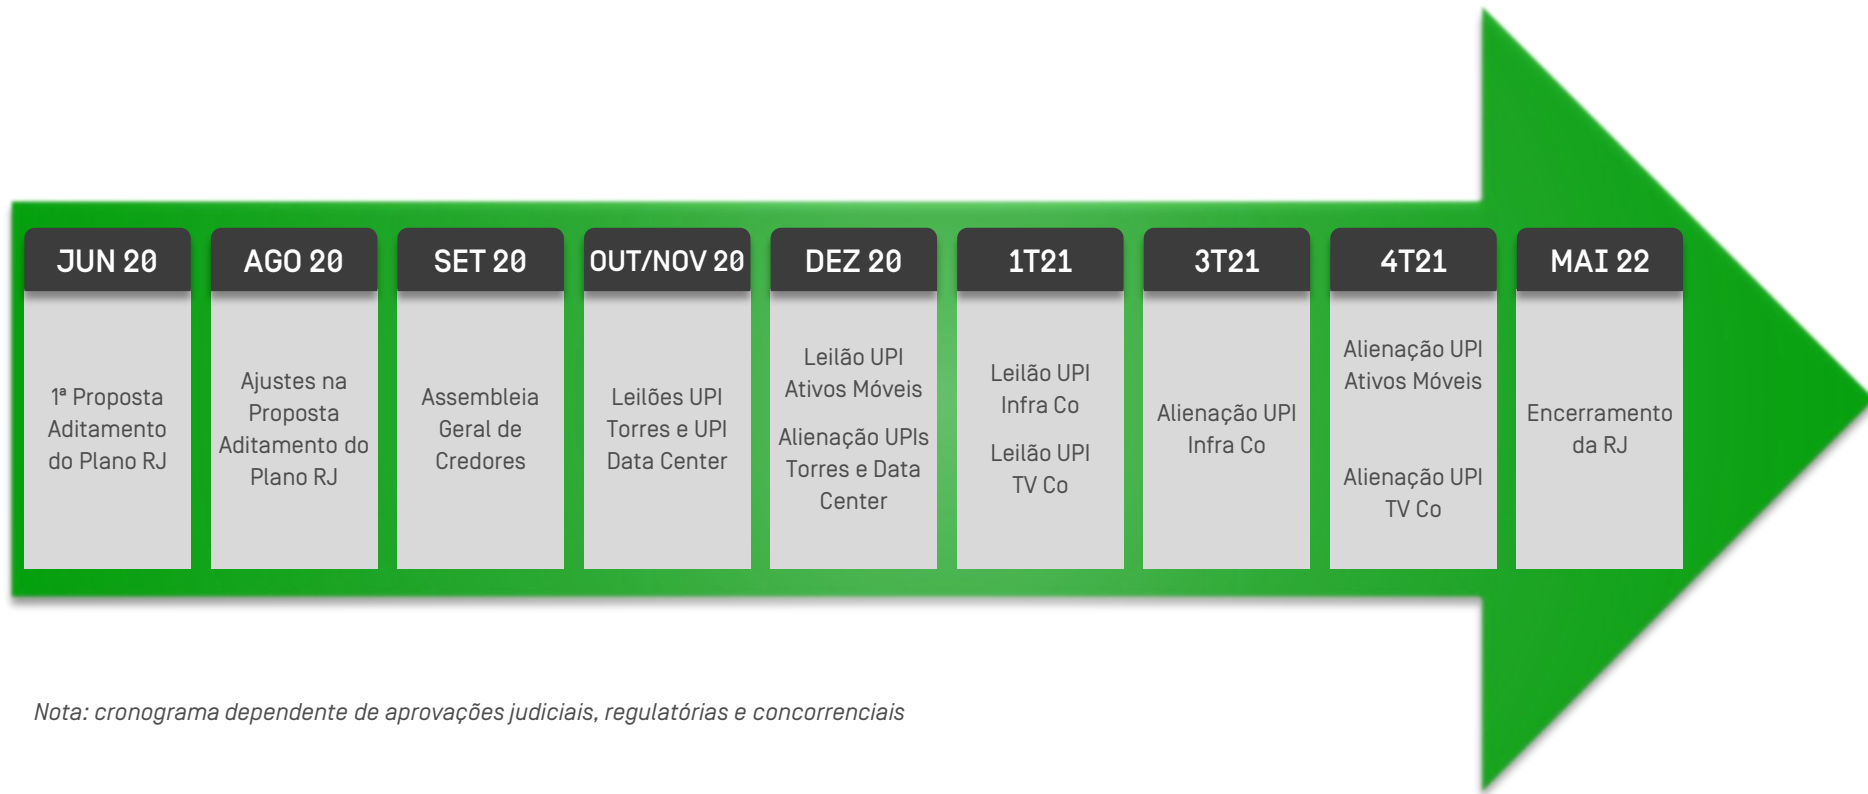 JUN 20
1ª Proposta
Aditamento
do Plano RJ
AGO 20
Ajustes na
Proposta
Aditamento do
Plano RJ
SET 20
Assembleia
Geral de
Credores
OUT/NOV 20
Leilões UPI
Torres e UPI
Data Center
DEZ 20
Leilão UPI
Ativos Móveis
Alienação UPIs
Torres e Data
Center
1T21
Leilão UPI
Infra Co
Leilão UPI
TV Co
3T21
Alienação UPI
Infra Co
4T21
Alienação UPI
Ativos Móveis
Alienação UPI
TV Co
MAI 22
Encerramento
da RJ
Nota: cronograma dependente de aprovações judiciais, regulatórias e concorrenciais